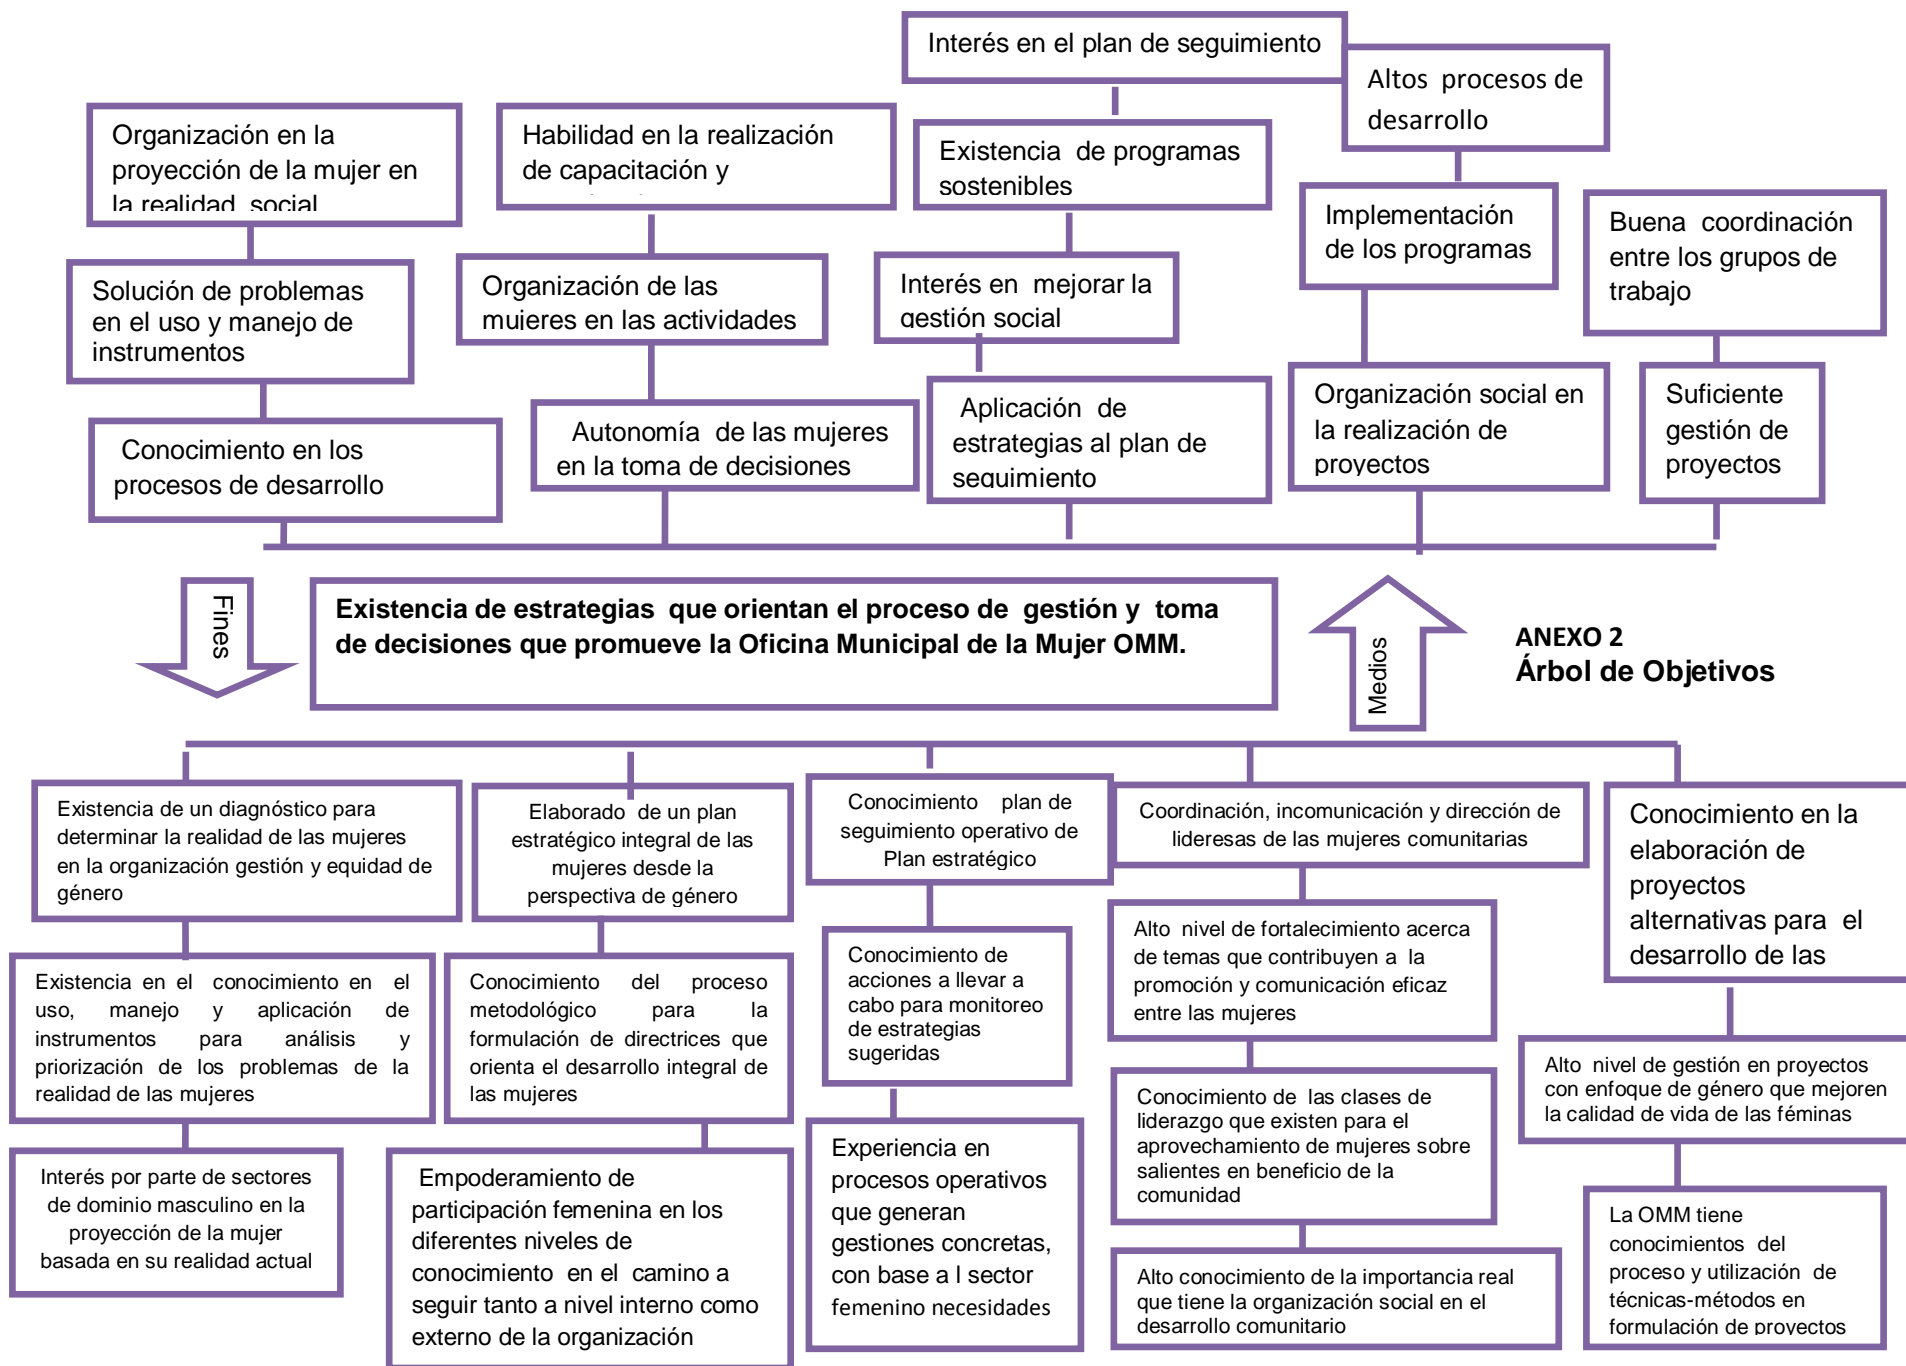 Interés en el plan de seguimiento
Altos procesos de
desarrollo
Organización en la
proyección de la mujer en
la realidad social
Habilidad en la realización
de capacitación y
Existencia de programas
sostenibles
Implementación
de los programas
Buena coordinación
entre los grupos de
trabajo
Solución de problemas
en el uso y manejo de
instrumentos
Organización de las
mujeres en las actividades
Interés en mejorar la
gestión social
Conocimiento en los
procesos de desarrollo
Autonomía de las mujeres
en la toma de decisiones
Aplicación de
estrategias al plan de
seguimiento
Organización social en
la realización de
proyectos
Suficiente
gestión de
proyectos
Fines
Existencia de estrategias que orientan el proceso de gestión y toma
de decisiones que promueve la Oficina Municipal de la Mujer OMM.
Medios
ANEXO 2
Árbol de Objetivos
Existencia de un diagnóstico para
determinar la realidad de las mujeres
en la organización gestión y equidad de
género
Elaborado de un plan
estratégico integral de las
mujeres desde la
perspectiva de género
Conocimiento plan de
seguimiento operativo de
Plan estratégico
Coordinación, incomunicación y dirección de
lideresas de las mujeres comunitarias
Conocimiento en la
elaboración de
proyectos
alternativas para el
desarrollo de las
Existencia en el conocimiento en el
uso, manejo y aplicación de
instrumentos para análisis y
priorización de los problemas de la
realidad de las mujeres
Conocimiento del proceso
metodológico para la
formulación de directrices que
orienta el desarrollo integral de
las mujeres
Conocimiento de
acciones a llevar a
cabo para monitoreo
de estrategias
sugeridas
Alto nivel de fortalecimiento acerca
de temas que contribuyen a la
promoción y comunicación eficaz
entre las mujeres
Alto nivel de gestión en proyectos
con enfoque de género que mejoren
la calidad de vida de las féminas
Interés por parte de sectores
de dominio masculino en la
proyección de la mujer
basada en su realidad actual
Empoderamiento de
participación femenina en los
diferentes niveles de
conocimiento en el camino a
seguir tanto a nivel interno como
externo de la organización
Experiencia en
procesos operativos
que generan
gestiones concretas,
con base a l sector
femenino necesidades
Conocimiento de las clases de
liderazgo que existen para el
aprovechamiento de mujeres sobre
salientes en beneficio de la
comunidad
Alto conocimiento de la importancia real
que tiene la organización social en el
desarrollo comunitario
La OMM tiene
conocimientos del
proceso y utilización de
técnicas-métodos en
formulación de proyectos